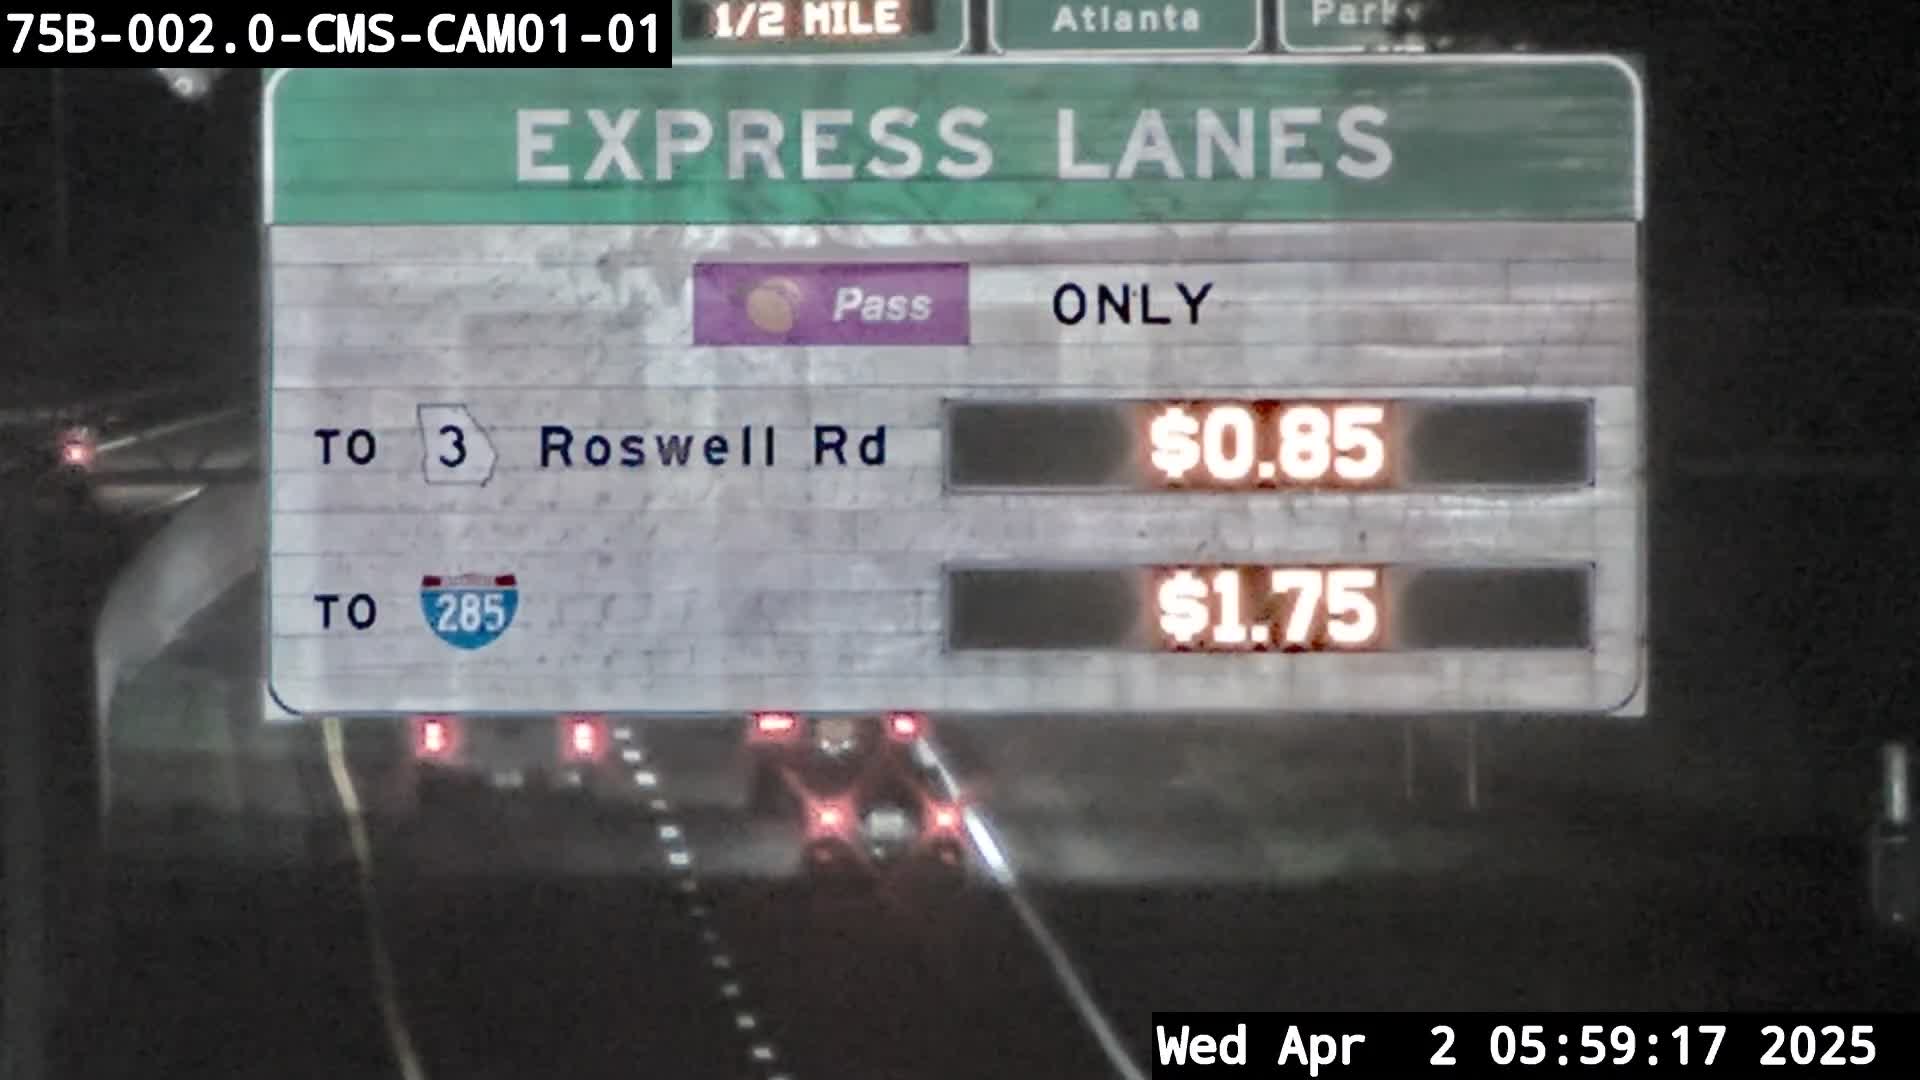 75B-002.0-CMS-CAM01-01
1/2 MILE
Atlanta
EXPRESS LANES
Pass ONLY
TO 3 Roswell Rd $0.85
TO 285 $1.75
Wed Apr 2 05:59:17 2025